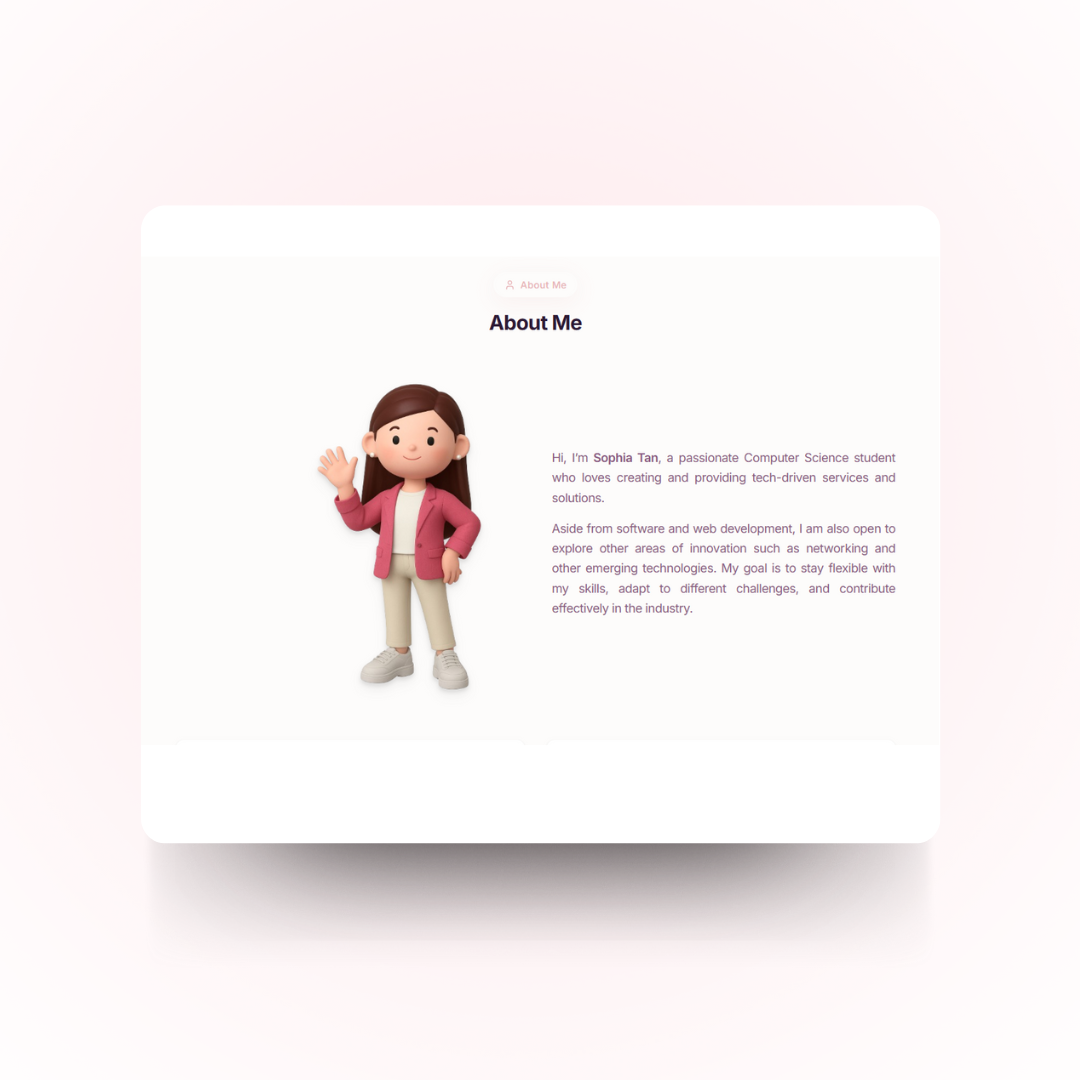 About Me
About Me
Hi, I'm Sophia Tan, a passionate Computer Science student
who loves creating and providing tech-driven services and
solutions.
Aside from software and web development, I am also open to
explore other areas of innovation such as networking and
other emerging technologies. My goal is to stay flexible with
my skills, adapt to different challenges, and contribute
effectively in the industry.